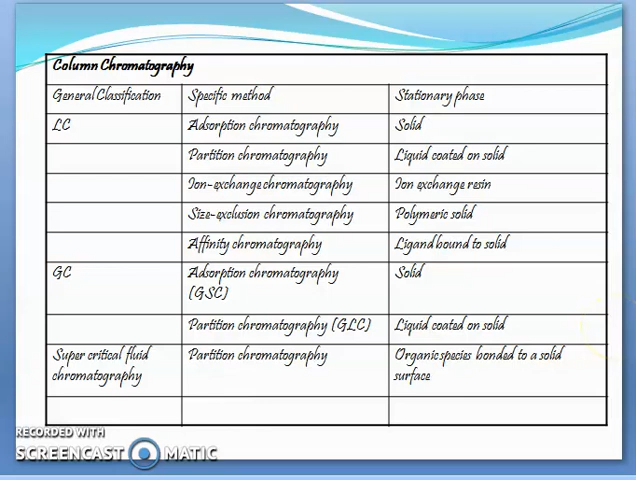 Column Chromatography
General Classification Specific method Stationary phase
LC Adsorption chromatography Solid
Partition chromatography Liquid coated on solid
Ion-exchange chromatography Ion exchange resin
Size-exclusion chromatography Polymeric solid
Affinity chromatography Ligand bound to solid
GC Adsorption chromatography Solid
(GSC)
Partition chromatography (GLC) Liquid coated on solid
Super critical fluid Partition chromatography Organic species bonded to a solid
chromatography surface
RECORDED WITH
SCREENCAST MATIC